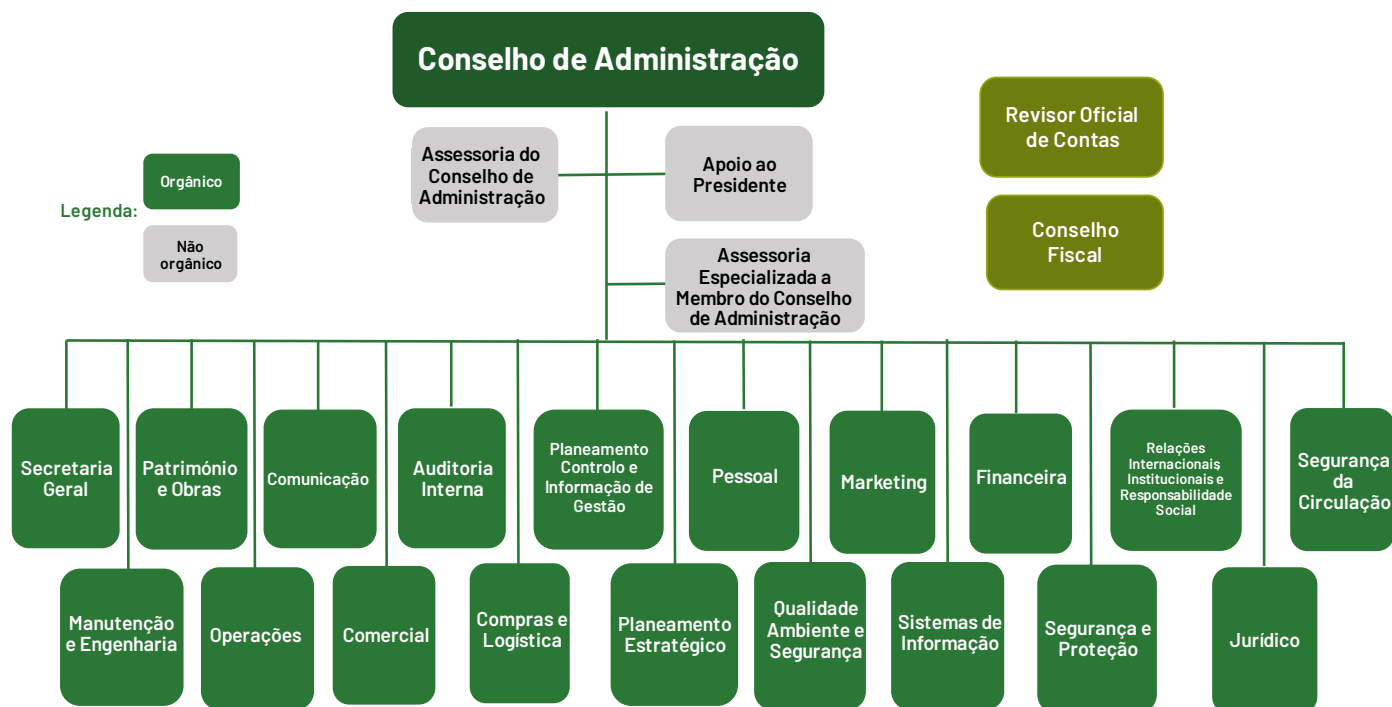 Conselho de Administração
Revisor Oficial
de Contas
Assessoria do
Conselho de
Administração
Apoio ao
Presidente
Orgânico
Legenda:
Não
orgânico
Conselho
Fiscal
Assessoria
Especializada a
Membro do Conselho
de Administração
Secretaria
Geral
Património
e Obras
Comunicação
Auditoria
Interna
Planeamento
Controlo e
Informação de
Gestão
Pessoal
Marketing
Financeira
Relações
Internacionais
Institucionais e
Responsabilidade
Social
Segurança
da
Circulação
Manutenção
e Engenharia
Operações
Comercial
Compras e
Logística
Planeamento
Estratégico
Qualidade
Ambiente e
Segurança
Sistemas de
Informação
Segurança e
Proteção
Jurídico